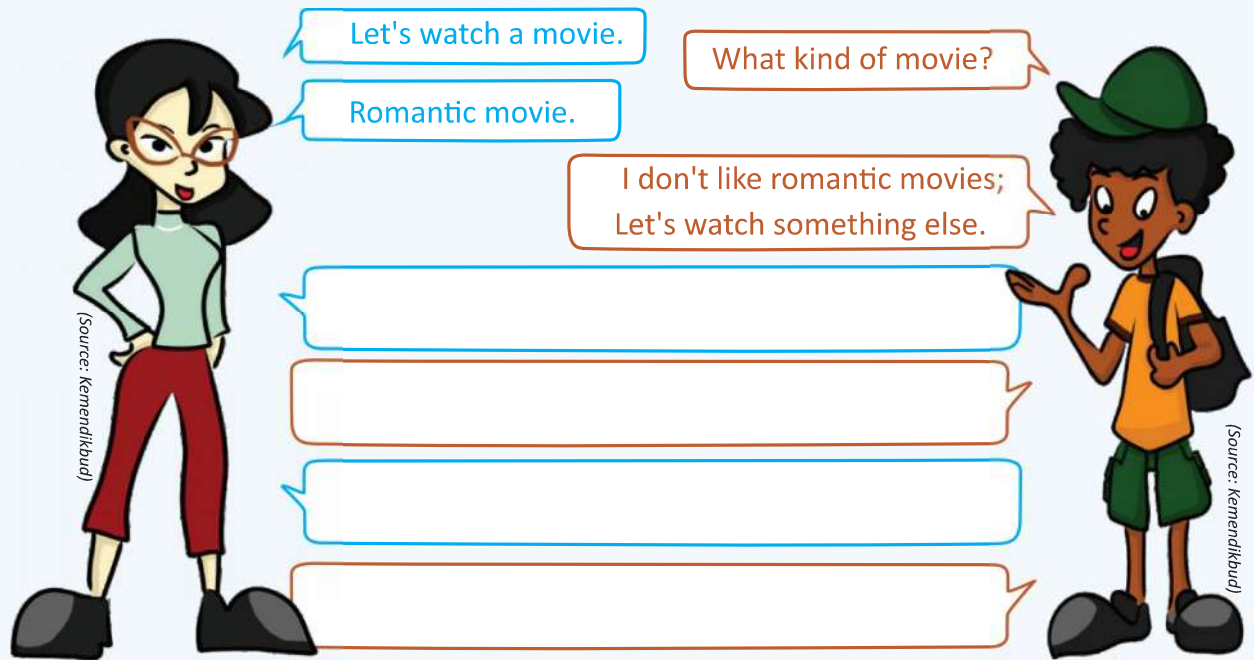 Let's watch a movie.
What kind of movie?
Romantic movie.
I don't like romantic movies;
Let's watch something else.
(Source: Kemendikbud)
(Source: Kemendikbud)